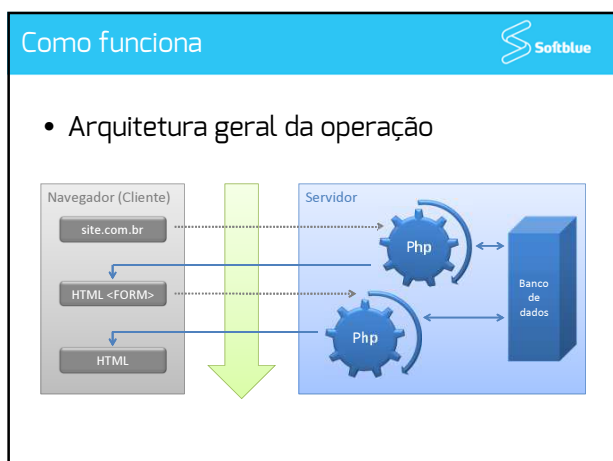 Como funciona
Softblue
• Arquitetura geral da operação
Navegador (Cliente)
site.com.br
HTML <FORM>
HTML
Servidor
Php
Php
Banco
de
dados